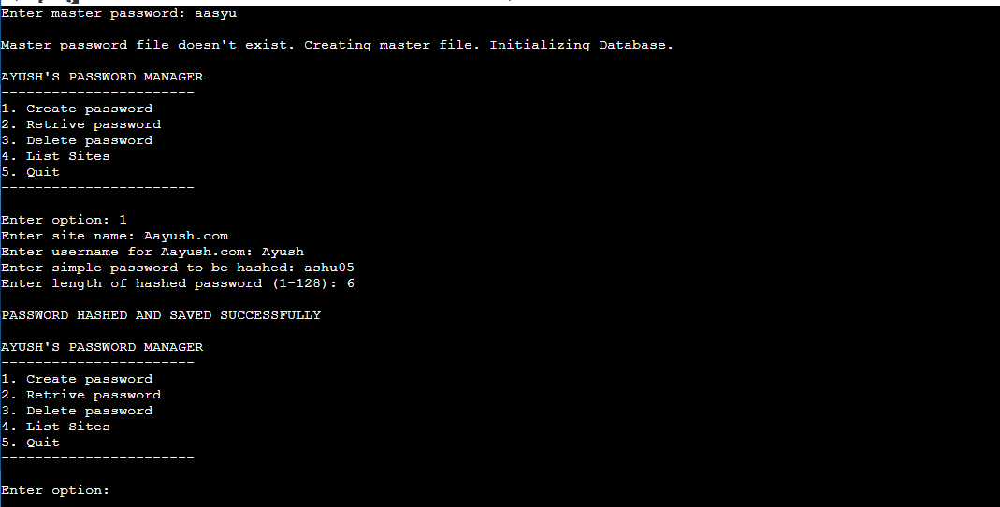 Enter master password: aasyu
Master password file doesn't exist. Creating master file. Initializing Database.
AYUSH'S PASSWORD MANAGER
-----------------------
1. Create password
2. Retrive password
3. Delete password
4. List Sites
5. Quit
-----------------------
Enter option: 1
Enter site name: Aayush.com
Enter username for Aayush.com: Ayush
Enter simple password to be hashed: ashu05
Enter length of hashed password (1-128): 6
PASSWORD HASHED AND SAVED SUCCESSFULLY
AYUSH'S PASSWORD MANAGER
-----------------------
1. Create password
2. Retrive password
3. Delete password
4. List Sites
5. Quit
-----------------------
Enter option: